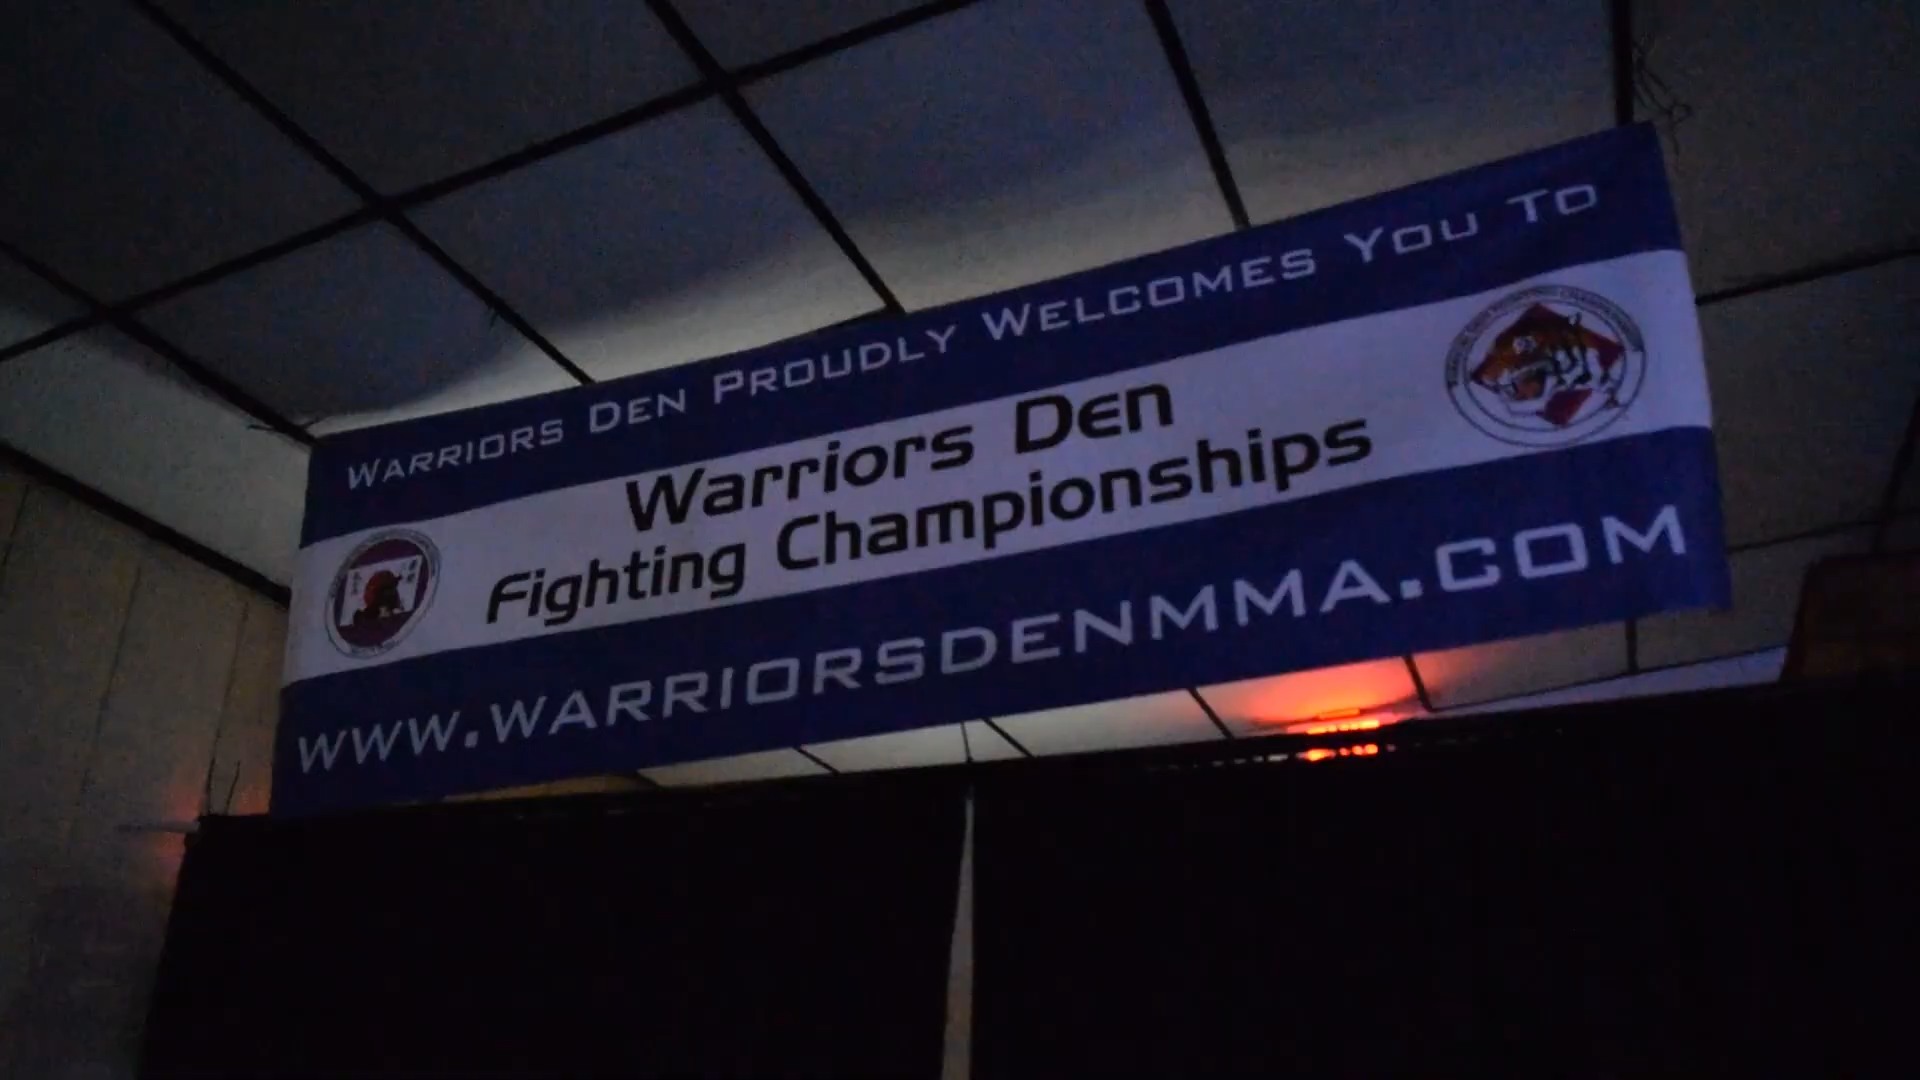 Warriors Den Proudly Welcomes You To
Warriors Den
Fighting Championships
www.warriorsdenmma.com